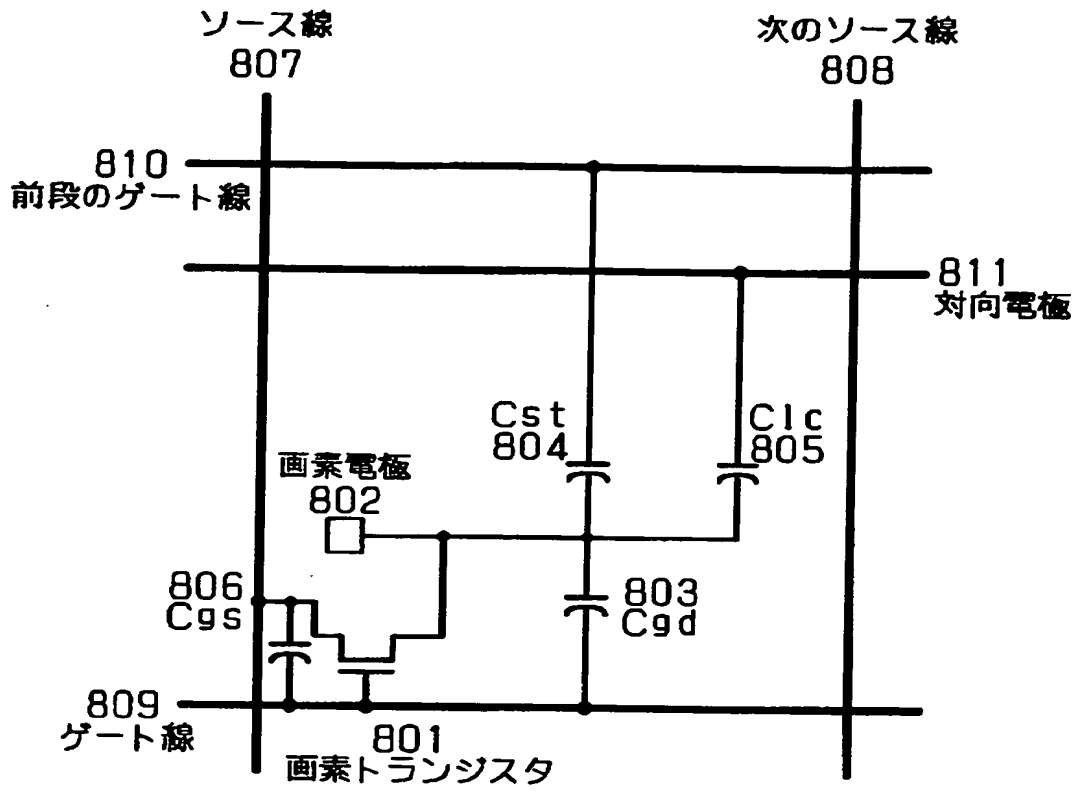 ソース線
807
次のソース線
808
810
前段のゲート線
811
対向電極
Cst
804
Clc
805
画素電極
802
806
Cgs
803
Cgd
809
ゲート線
801
画素トランジスタ